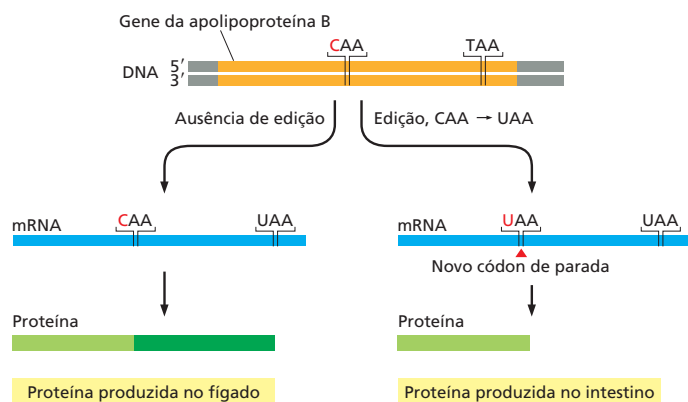 Gene da apolipoproteína B
CAA TAA
DNA 5′
3′
Ausência de edição
Edição, CAA → UAA
mRNA CAA UAA
mRNA UAA UAA
Novo códon de parada
Proteína
Proteína
Proteína produzida no fígado
Proteína produzida no intestino